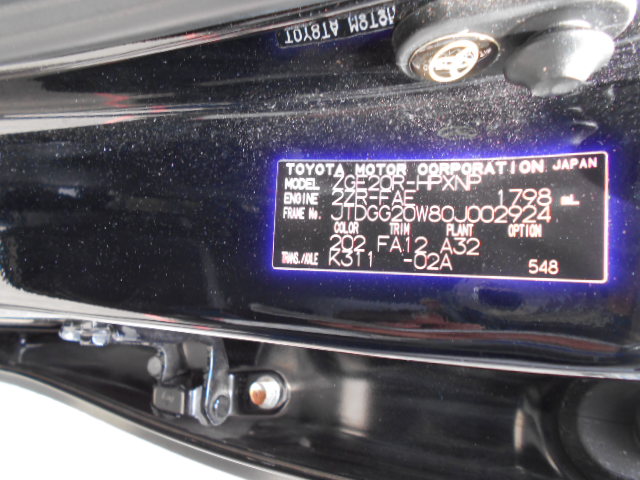 TOYOTA MOTOR CORPORATION JAPAN
MODEL ZGE20R-HPXNP
ENGINE 2ZR-FAE 1798 mL
FRAME No. JTDGG20W80J002924
COLOR TRIM PLANT OPTION
202 FA12 A32
TRANS./AXLE K311 -02A 548